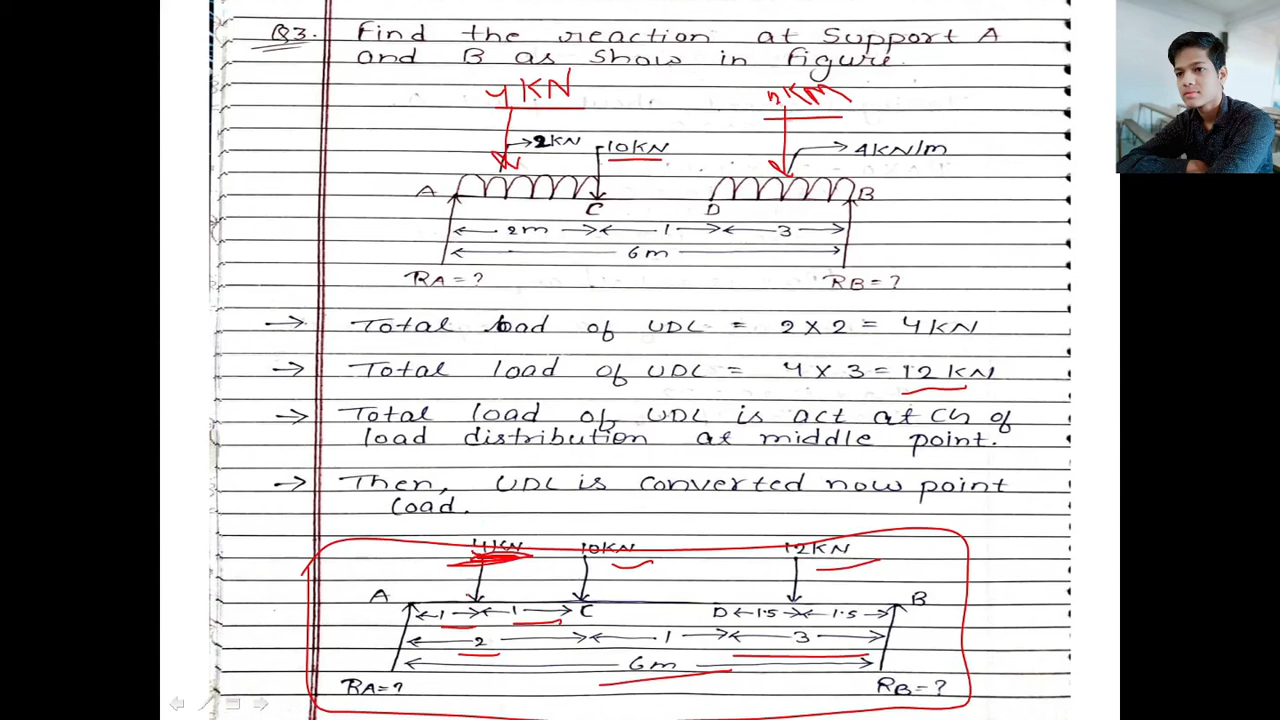 Q3. Find the reaction at Support A
and B as show in figure.
4KN
12KM
2KN
10KN
4KN/m
A
B
C
D
2m
1
3
6m
RA = ?
RB = ?
→ Total load of UDL = 2 X 2 = 4KN
→ Total load of UDL = 4 X 3 = 12 KN
→ Total load of UDL is act at CG of
load distribution at middle point.
→ Then, UDL is converted now point
load.
4KN
10KN
12KN
A
1
1
C
D
1.5
1.5
B
2
1
3
6m
RA = ?
RB = ?